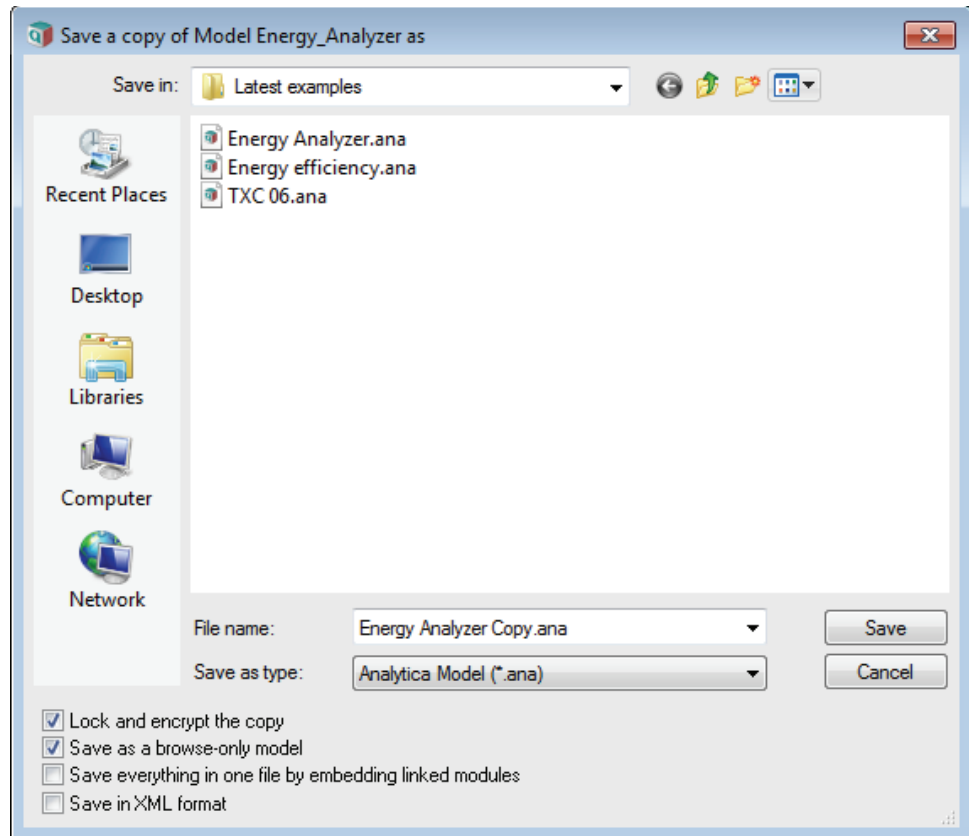 Save a copy of Model Energy_Analyzer as
Save in:
Latest examples
Recent Places
Desktop
Libraries
Computer
Network
Energy Analyzer.ana
Energy efficiency.ana
TXC 06.ana
File name:
Energy Analyzer Copy.ana
Save
Save as type:
Analytica Model (*.ana)
Cancel
Lock and encrypt the copy
Save as a browse-only model
Save everything in one file by embedding linked modules
Save in XML format